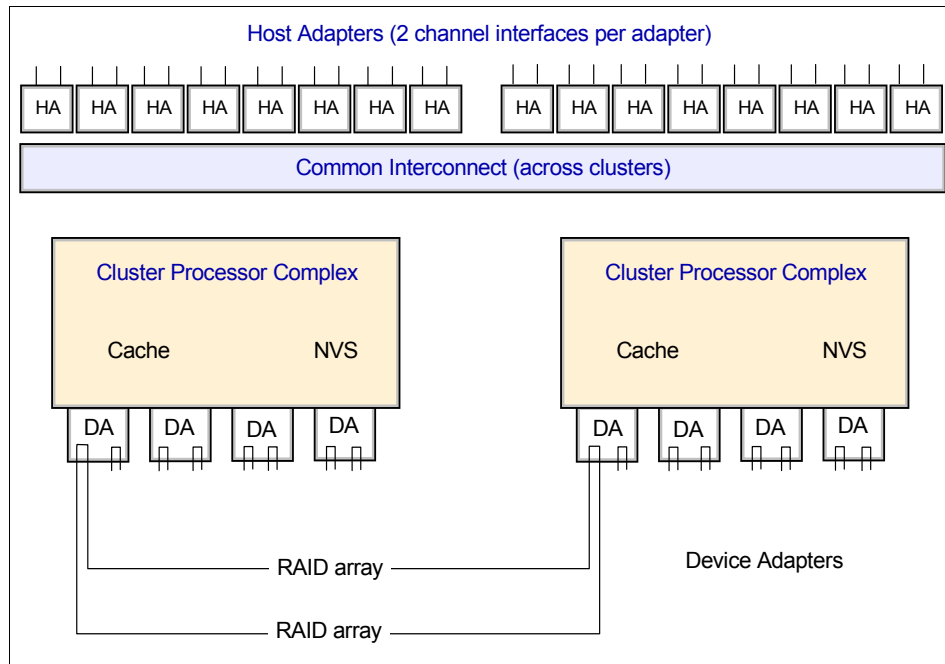 Host Adapters (2 channel interfaces per adapter)
HA HA HA HA HA HA HA HA HA HA HA HA HA HA HA HA
Common Interconnect (across clusters)
Cluster Processor Complex Cluster Processor Complex
Cache NVS Cache NVS
DA DA DA DA DA DA DA DA
RAID array
Device Adapters
RAID array